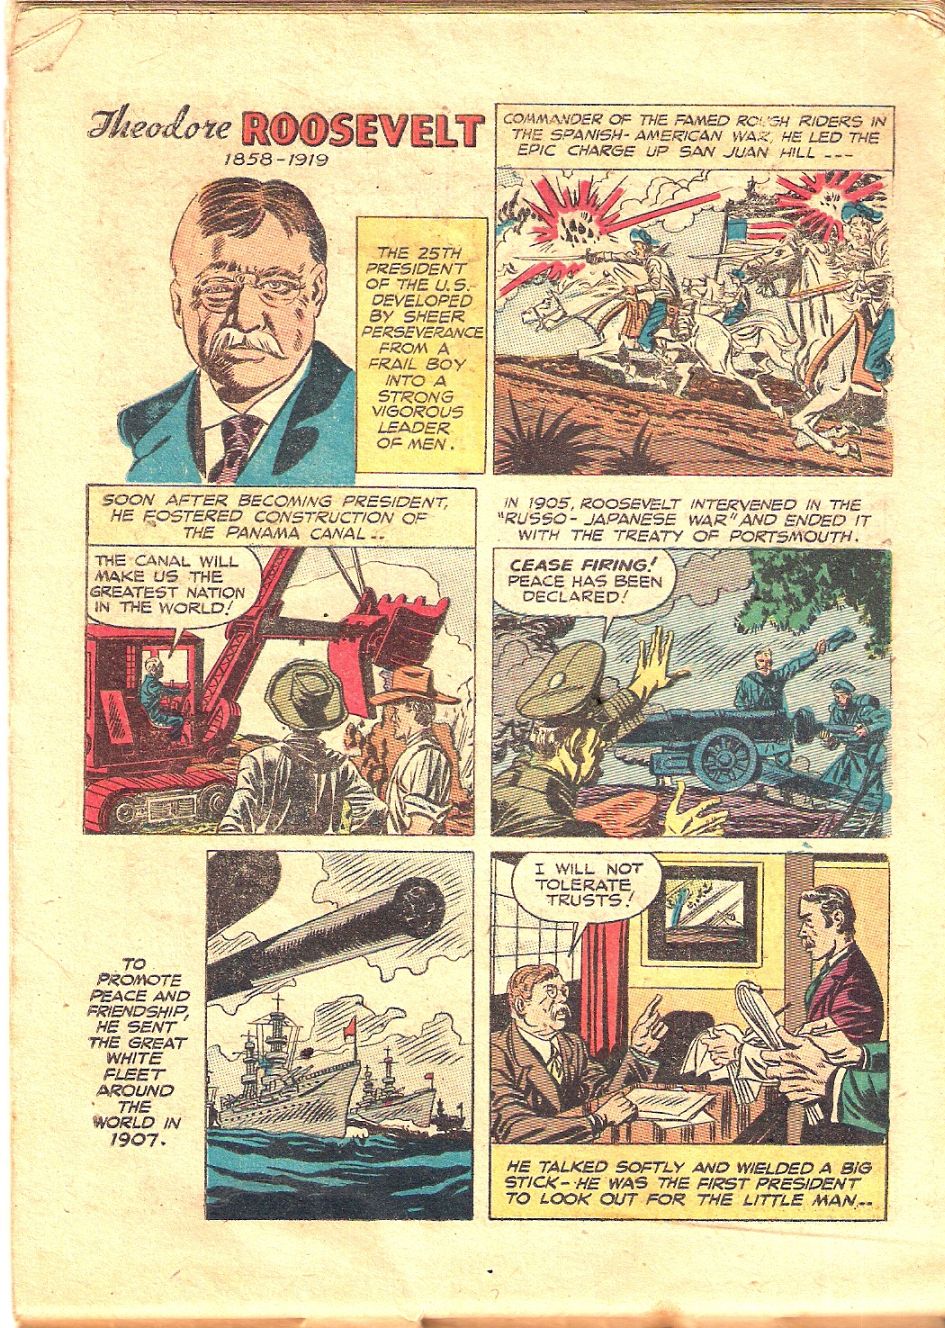 Theodore ROOSEVELT
1858-1919
THE 25TH
PRESIDENT
OF THE U.S.
DEVELOPED
BY SHEER
PERSEVERANCE
FROM A
FRAIL BOY
INTO A
STRONG
VIGOROUS
LEADER
OF MEN.
COMMANDER OF THE FAMED ROUGH RIDERS IN
THE SPANISH-AMERICAN WAR, HE LED THE
EPIC CHARGE UP SAN JUAN HILL ---
SOON AFTER BECOMING PRESIDENT,
HE FOSTERED CONSTRUCTION OF
THE PANAMA CANAL --
THE CANAL WILL
MAKE US THE
GREATEST NATION
IN THE WORLD!
IN 1905, ROOSEVELT INTERVENED IN THE
"RUSSO-JAPANESE WAR" AND ENDED IT
WITH THE TREATY OF PORTSMOUTH.
CEASE FIRING!
PEACE HAS BEEN
DECLARED!
TO
PROMOTE
PEACE AND
FRIENDSHIP,
HE SENT
THE GREAT
WHITE
FLEET
AROUND
THE
WORLD IN
1907.
I WILL NOT
TOLERATE
TRUSTS!
HE TALKED SOFTLY AND WIELDED A BIG
STICK- HE WAS THE FIRST PRESIDENT
TO LOOK OUT FOR THE LITTLE MAN --